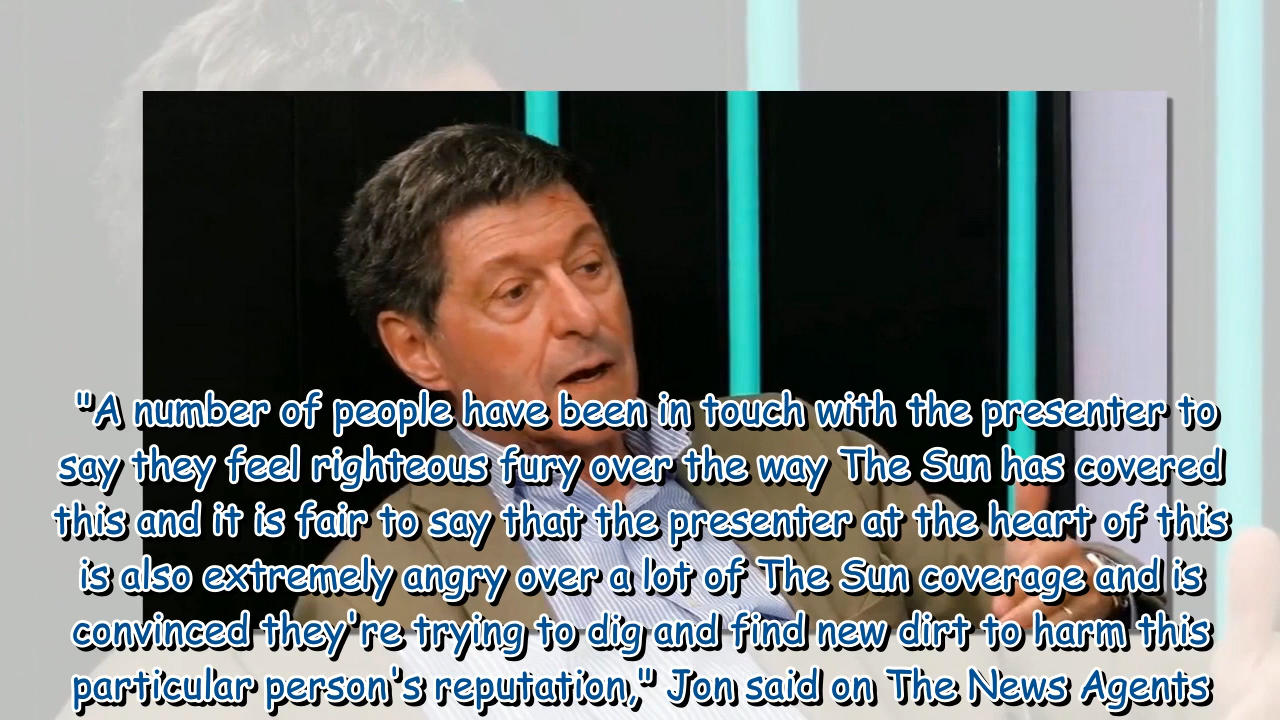 "A number of people have been in touch with the presenter to
say they feel righteous fury over the way The Sun has covered
this and it is fair to say that the presenter at the heart of this
is also extremely angry over a lot of The Sun coverage and is
convinced they're trying to dig and find new dirt to harm this
particular person's reputation," Jon said on The News Agents